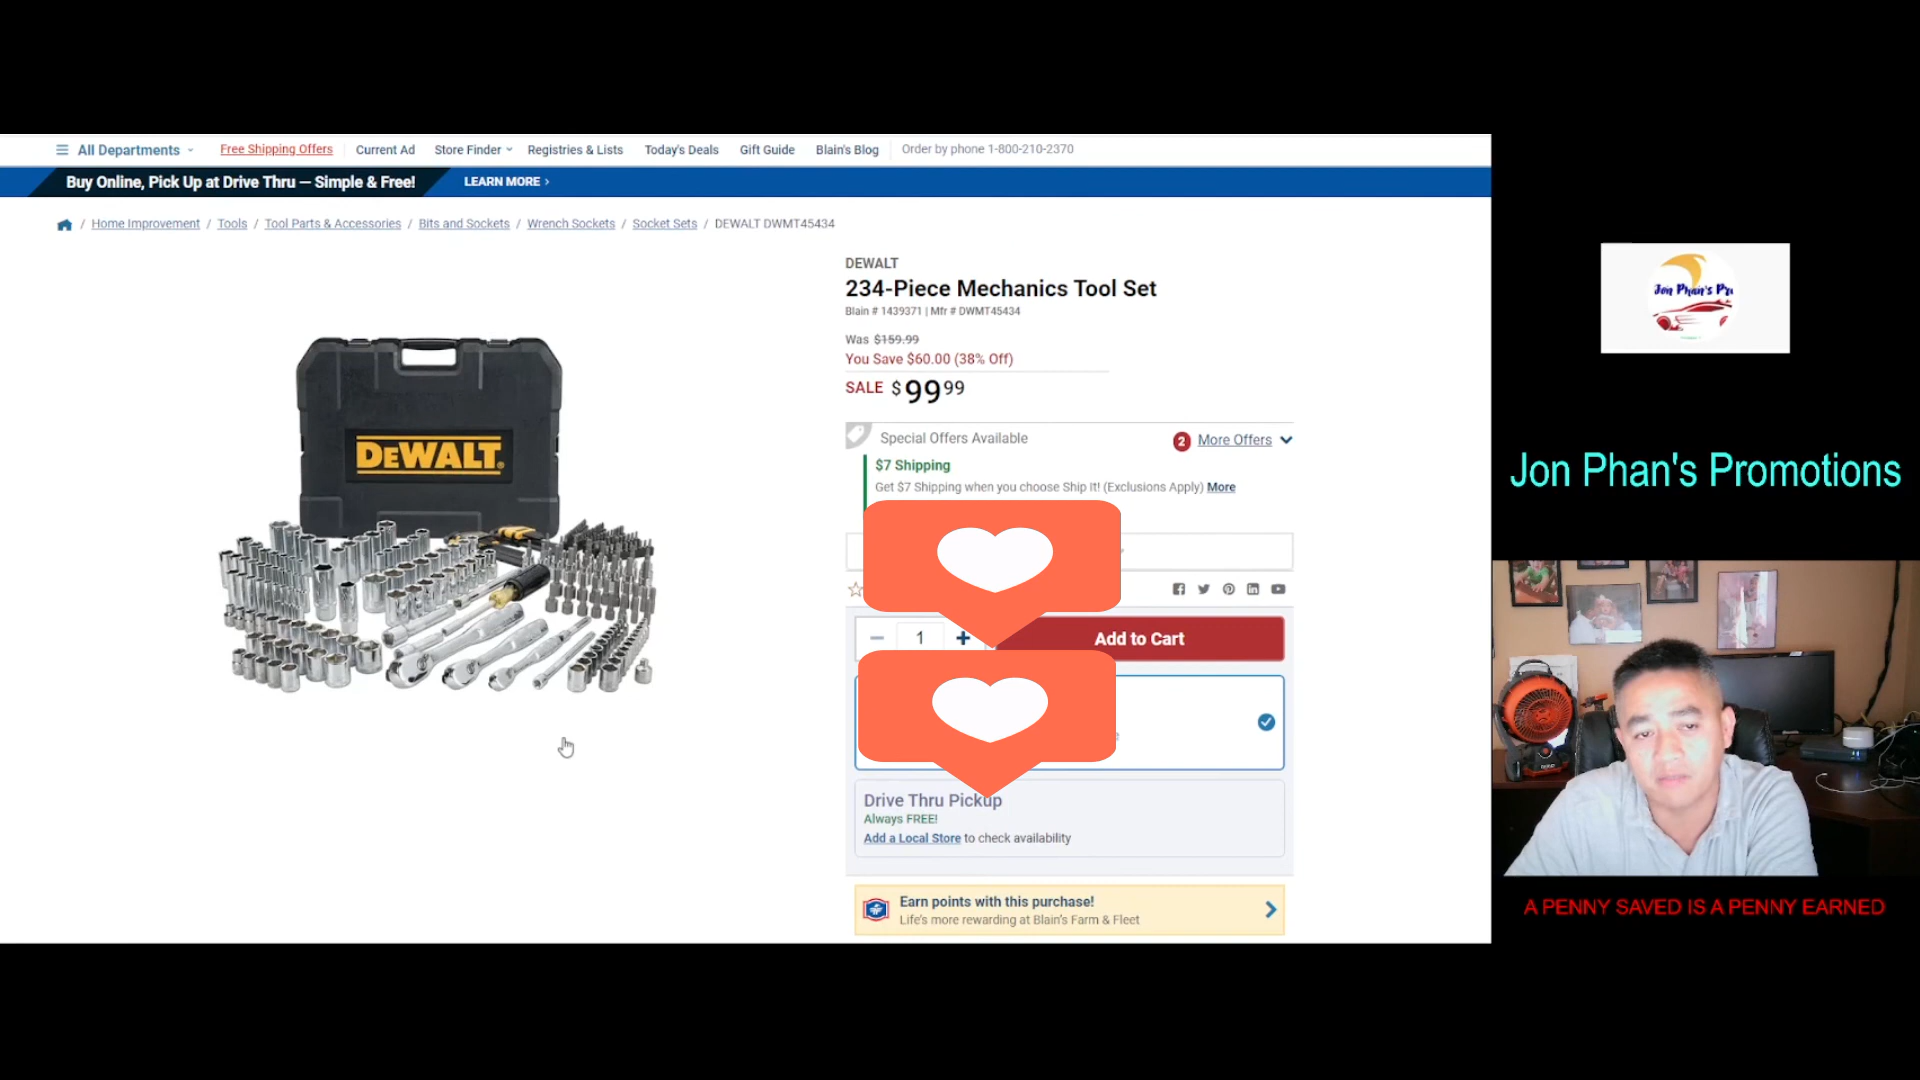 All Departments
Free Shipping Offers
Current Ad
Store Finder
Registries & Lists
Today's Deals
Gift Guide
Blain's Blog
Order by phone 1-800-210-2370
Buy Online, Pick Up at Drive Thru — Simple & Free!
LEARN MORE ›
/ Home Improvement / Tools / Tool Parts & Accessories / Bits and Sockets / Wrench Sockets / Socket Sets / DEWALT DWMT45434
DEWALT
234-Piece Mechanics Tool Set
Blain # 1439371 | Mfr # DWMT45434
Was $159.99
You Save $60.00 (38% Off)
SALE $99.99
Special Offers Available
2 More Offers
$7 Shipping
Get $7 Shipping when you choose Ship It! (Exclusions Apply) More
− 1 +
Add to Cart
Drive Thru Pickup
Always FREE!
Add a Local Store to check availability
Earn points with this purchase!
Life's more rewarding at Blain's Farm & Fleet
DEWALT
Jon Phan's Pr
Jon Phan's Promotions
A PENNY SAVED IS A PENNY EARNED